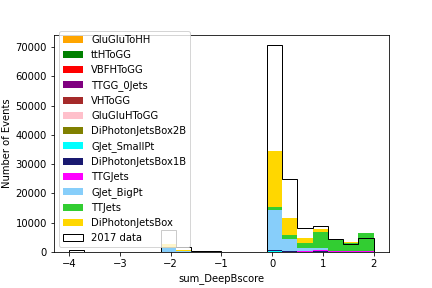 GluGluToHH
ttHToGG
VBFHToGG
TTGG_0Jets
VHToGG
GluGluHToGG
DiPhotonJetsBox2B
GJet_SmallPt
DiPhotonJetsBox1B
TTGJets
GJet_BigPt
TTJets
DiPhotonJetsBox
2017 data
Number of Events
70000
60000
50000
40000
30000
20000
10000
0
−4 −3 −2 −1 0 1 2
sum_DeepBscore